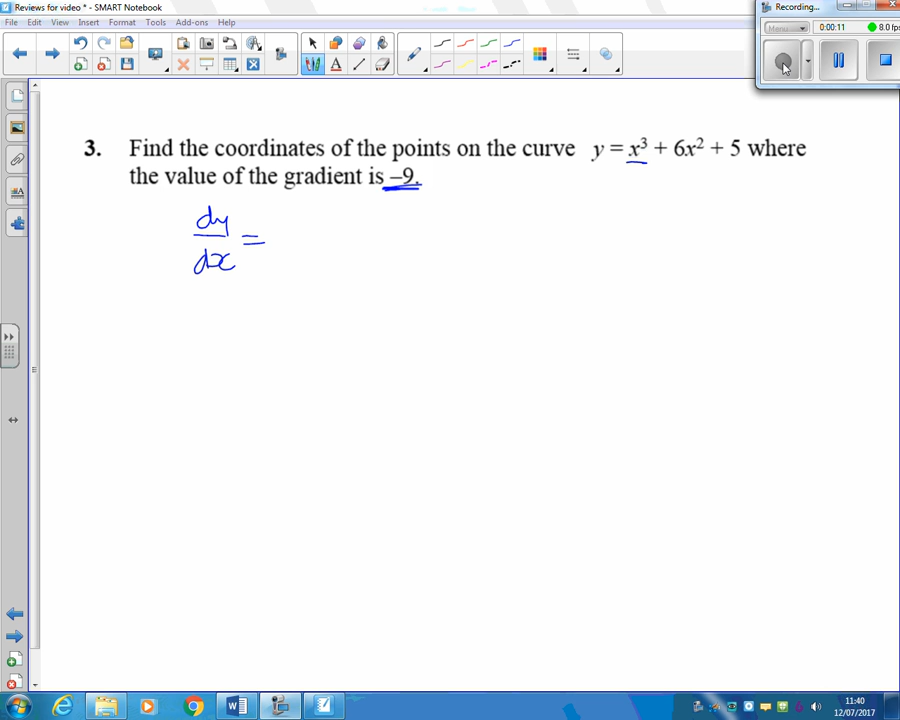 Reviews for video * - SMART Notebook
Recording...
File Edit View Insert Format Tools Add-ons Help
Menu
0:00:11
8.0 fps
3. Find the coordinates of the points on the curve y = x³ + 6x² + 5 where
the value of the gradient is –9.
dy
dx =
11:40
12/07/2017